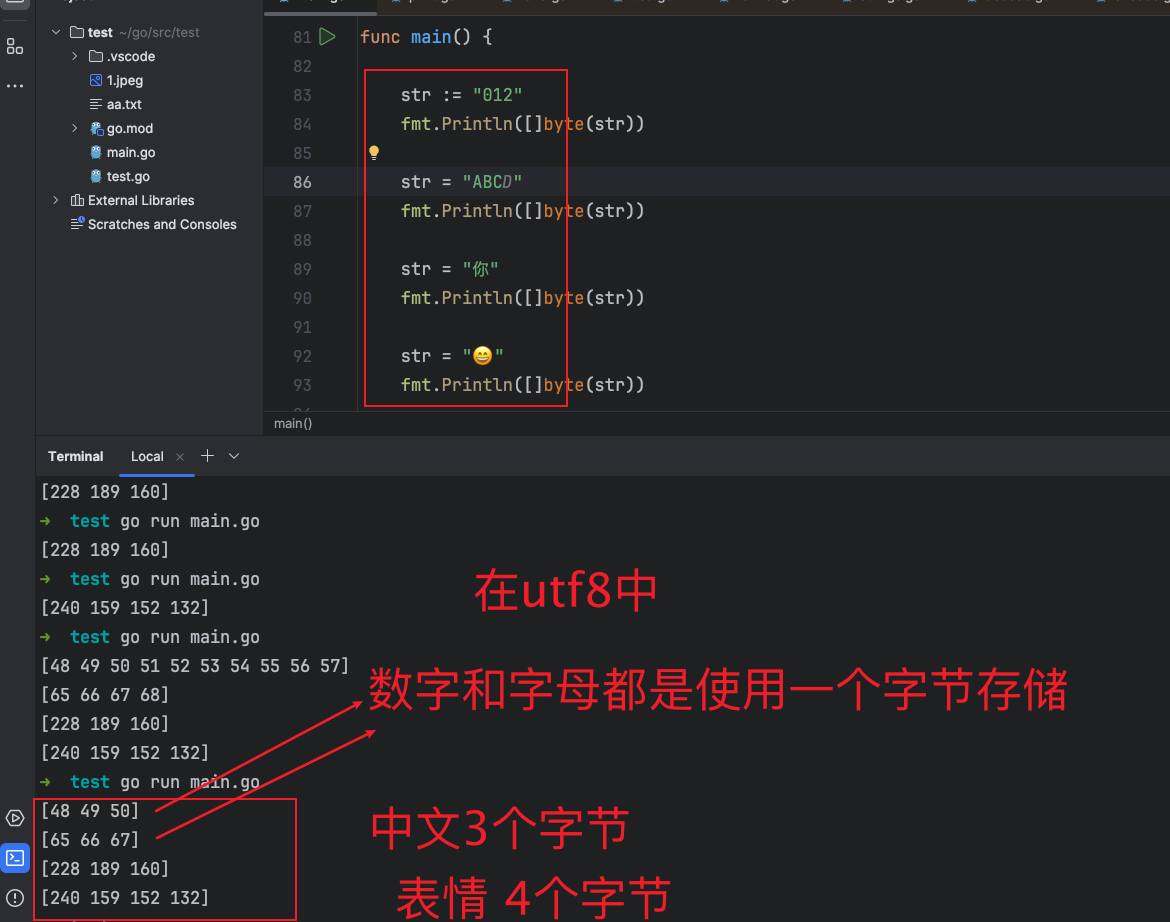 test ~/go/src/test
.vscode
1.jpeg
aa.txt
go.mod
main.go
test.go
External Libraries
Scratches and Consoles
81 func main() {
82
83 str := "012"
84 fmt.Println([]byte(str))
85
86 str = "ABCD"
87 fmt.Println([]byte(str))
88
89 str = "你"
90 fmt.Println([]byte(str))
91
92 str = "😄"
93 fmt.Println([]byte(str))
main()
Terminal Local
[228 189 160]
→ test go run main.go
[228 189 160]
→ test go run main.go
[240 159 152 132]
→ test go run main.go
[48 49 50 51 52 53 54 55 56 57]
[65 66 67 68]
[228 189 160]
[240 159 152 132]
→ test go run main.go
[48 49 50]
[65 66 67]
[228 189 160]
[240 159 152 132]
在utf8中
数字和字母都是使用一个字节存储
中文3个字节
表情 4个字节